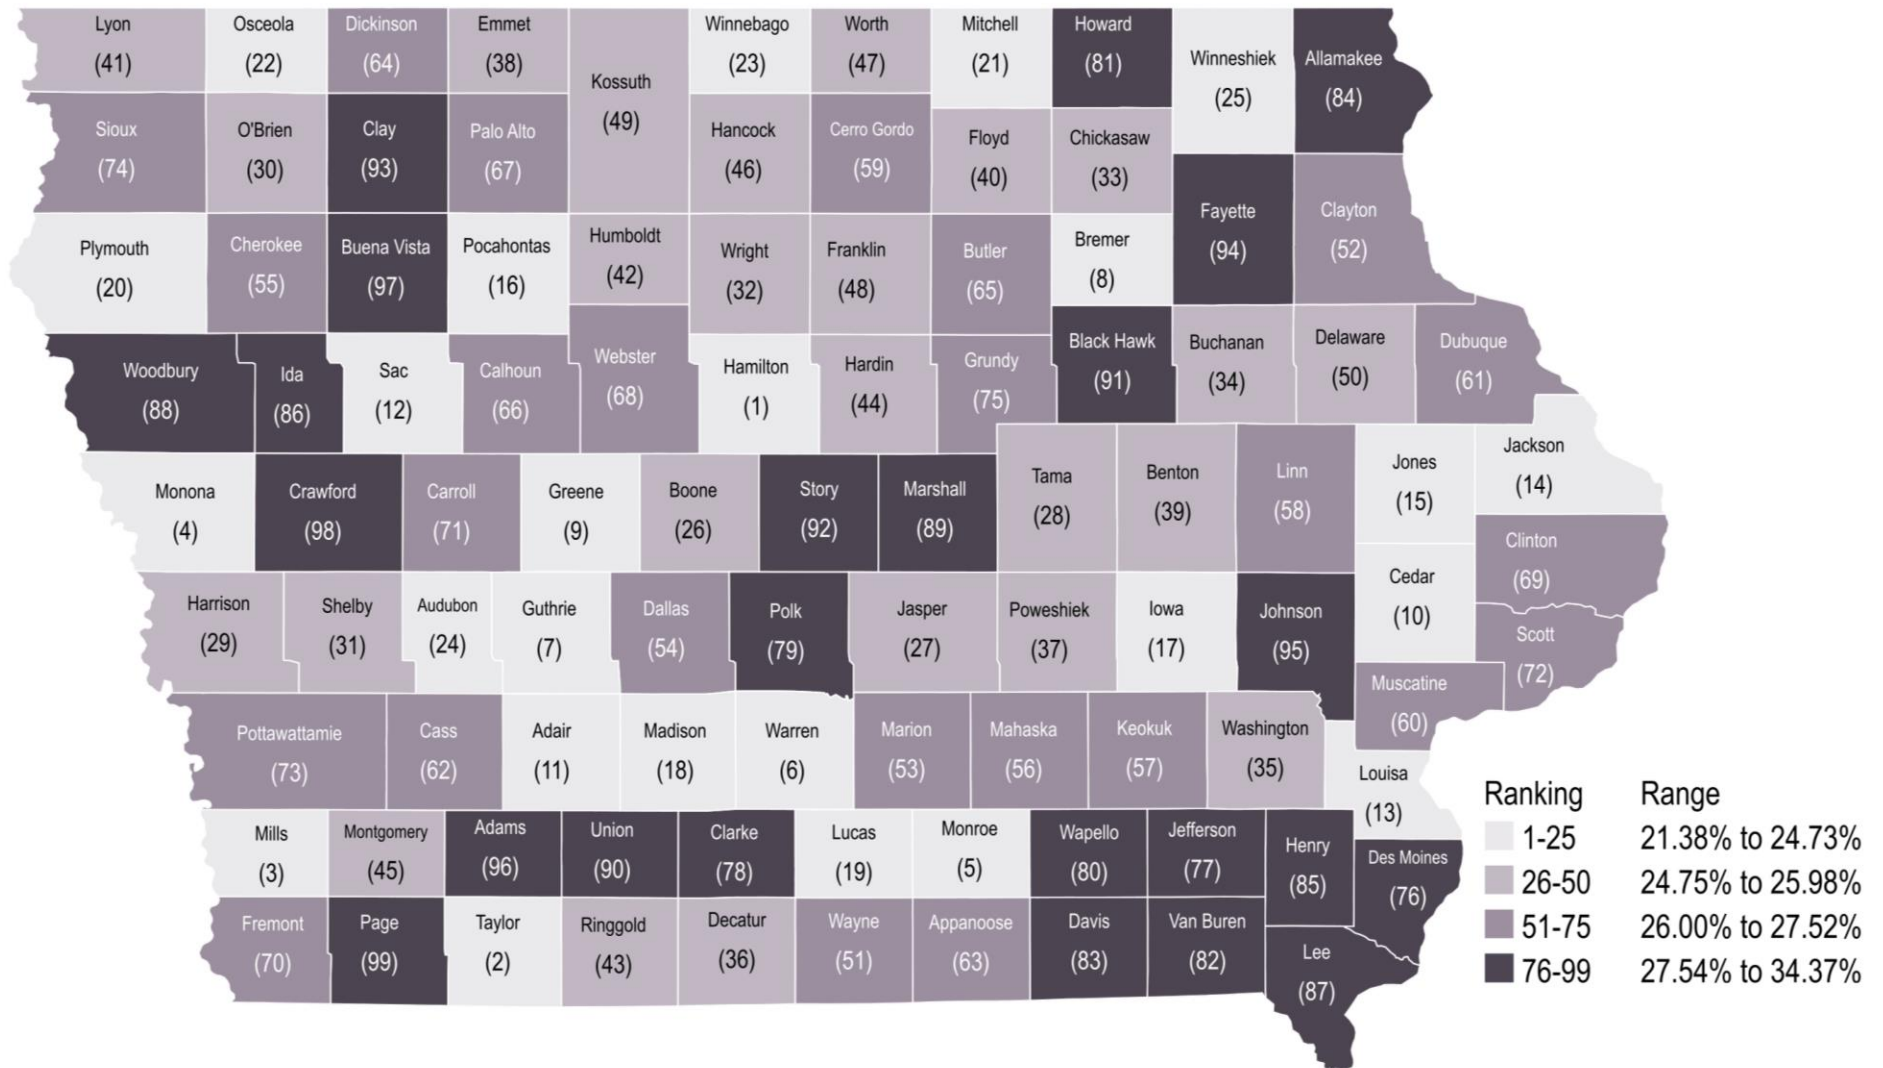 Lyon
(41)
Osceola
(22)
Dickinson
(64)
Emmet
(38)
Kossuth
(49)
Winnebago
(23)
Worth
(47)
Mitchell
(21)
Howard
(81)
Winneshiek
(25)
Allamakee
(84)
Sioux
(74)
O'Brien
(30)
Clay
(93)
Palo Alto
(67)
Hancock
(46)
Cerro Gordo
(59)
Floyd
(40)
Chickasaw
(33)
Fayette
(94)
Clayton
(52)
Plymouth
(20)
Cherokee
(55)
Buena Vista
(97)
Pocahontas
(16)
Humboldt
(42)
Wright
(32)
Franklin
(48)
Butler
(65)
Bremer
(8)
Woodbury
(88)
Ida
(86)
Sac
(12)
Calhoun
(66)
Webster
(68)
Hamilton
(1)
Hardin
(44)
Grundy
(75)
Black Hawk
(91)
Buchanan
(34)
Delaware
(50)
Dubuque
(61)
Monona
(4)
Crawford
(98)
Carroll
(71)
Greene
(9)
Boone
(26)
Story
(92)
Marshall
(89)
Tama
(28)
Benton
(39)
Linn
(58)
Jones
(15)
Jackson
(14)
Clinton
(69)
Harrison
(29)
Shelby
(31)
Audubon
(24)
Guthrie
(7)
Dallas
(54)
Polk
(79)
Jasper
(27)
Poweshiek
(37)
Iowa
(17)
Johnson
(95)
Cedar
(10)
Scott
(72)
Muscatine
(60)
Pottawattamie
(73)
Cass
(62)
Adair
(11)
Madison
(18)
Warren
(6)
Marion
(53)
Mahaska
(56)
Keokuk
(57)
Washington
(35)
Louisa
(13)
Mills
(3)
Montgomery
(45)
Adams
(96)
Union
(90)
Clarke
(78)
Lucas
(19)
Monroe
(5)
Wapello
(80)
Jefferson
(77)
Henry
(85)
Des Moines
(76)
Fremont
(70)
Page
(99)
Taylor
(2)
Ringgold
(43)
Decatur
(36)
Wayne
(51)
Appanoose
(63)
Davis
(83)
Van Buren
(82)
Lee
(87)
Ranking Range
1-25 21.38% to 24.73%
26-50 24.75% to 25.98%
51-75 26.00% to 27.52%
76-99 27.54% to 34.37%